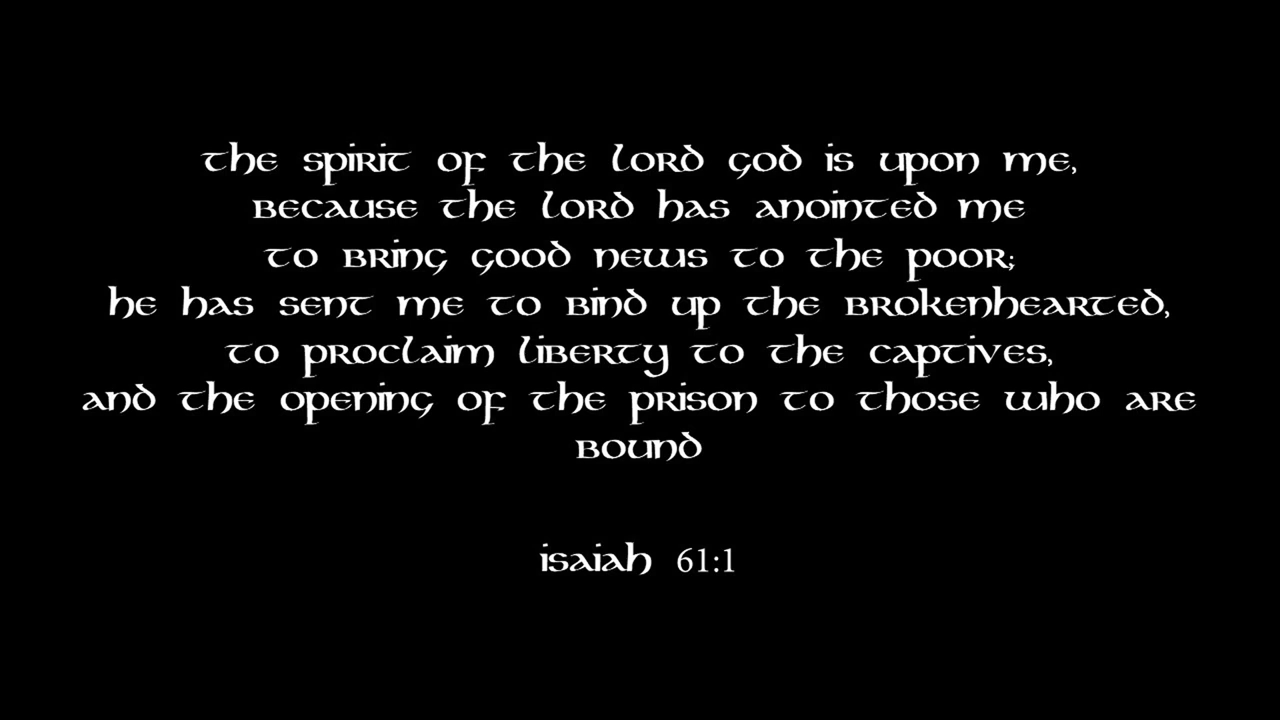 the spirit of the lord god is upon me,
because the lord has anointed me
to bring good news to the poor;
he has sent me to bind up the brokenhearted,
to proclaim liberty to the captives,
and the opening of the prison to those who are
bound
isaiah 61:1